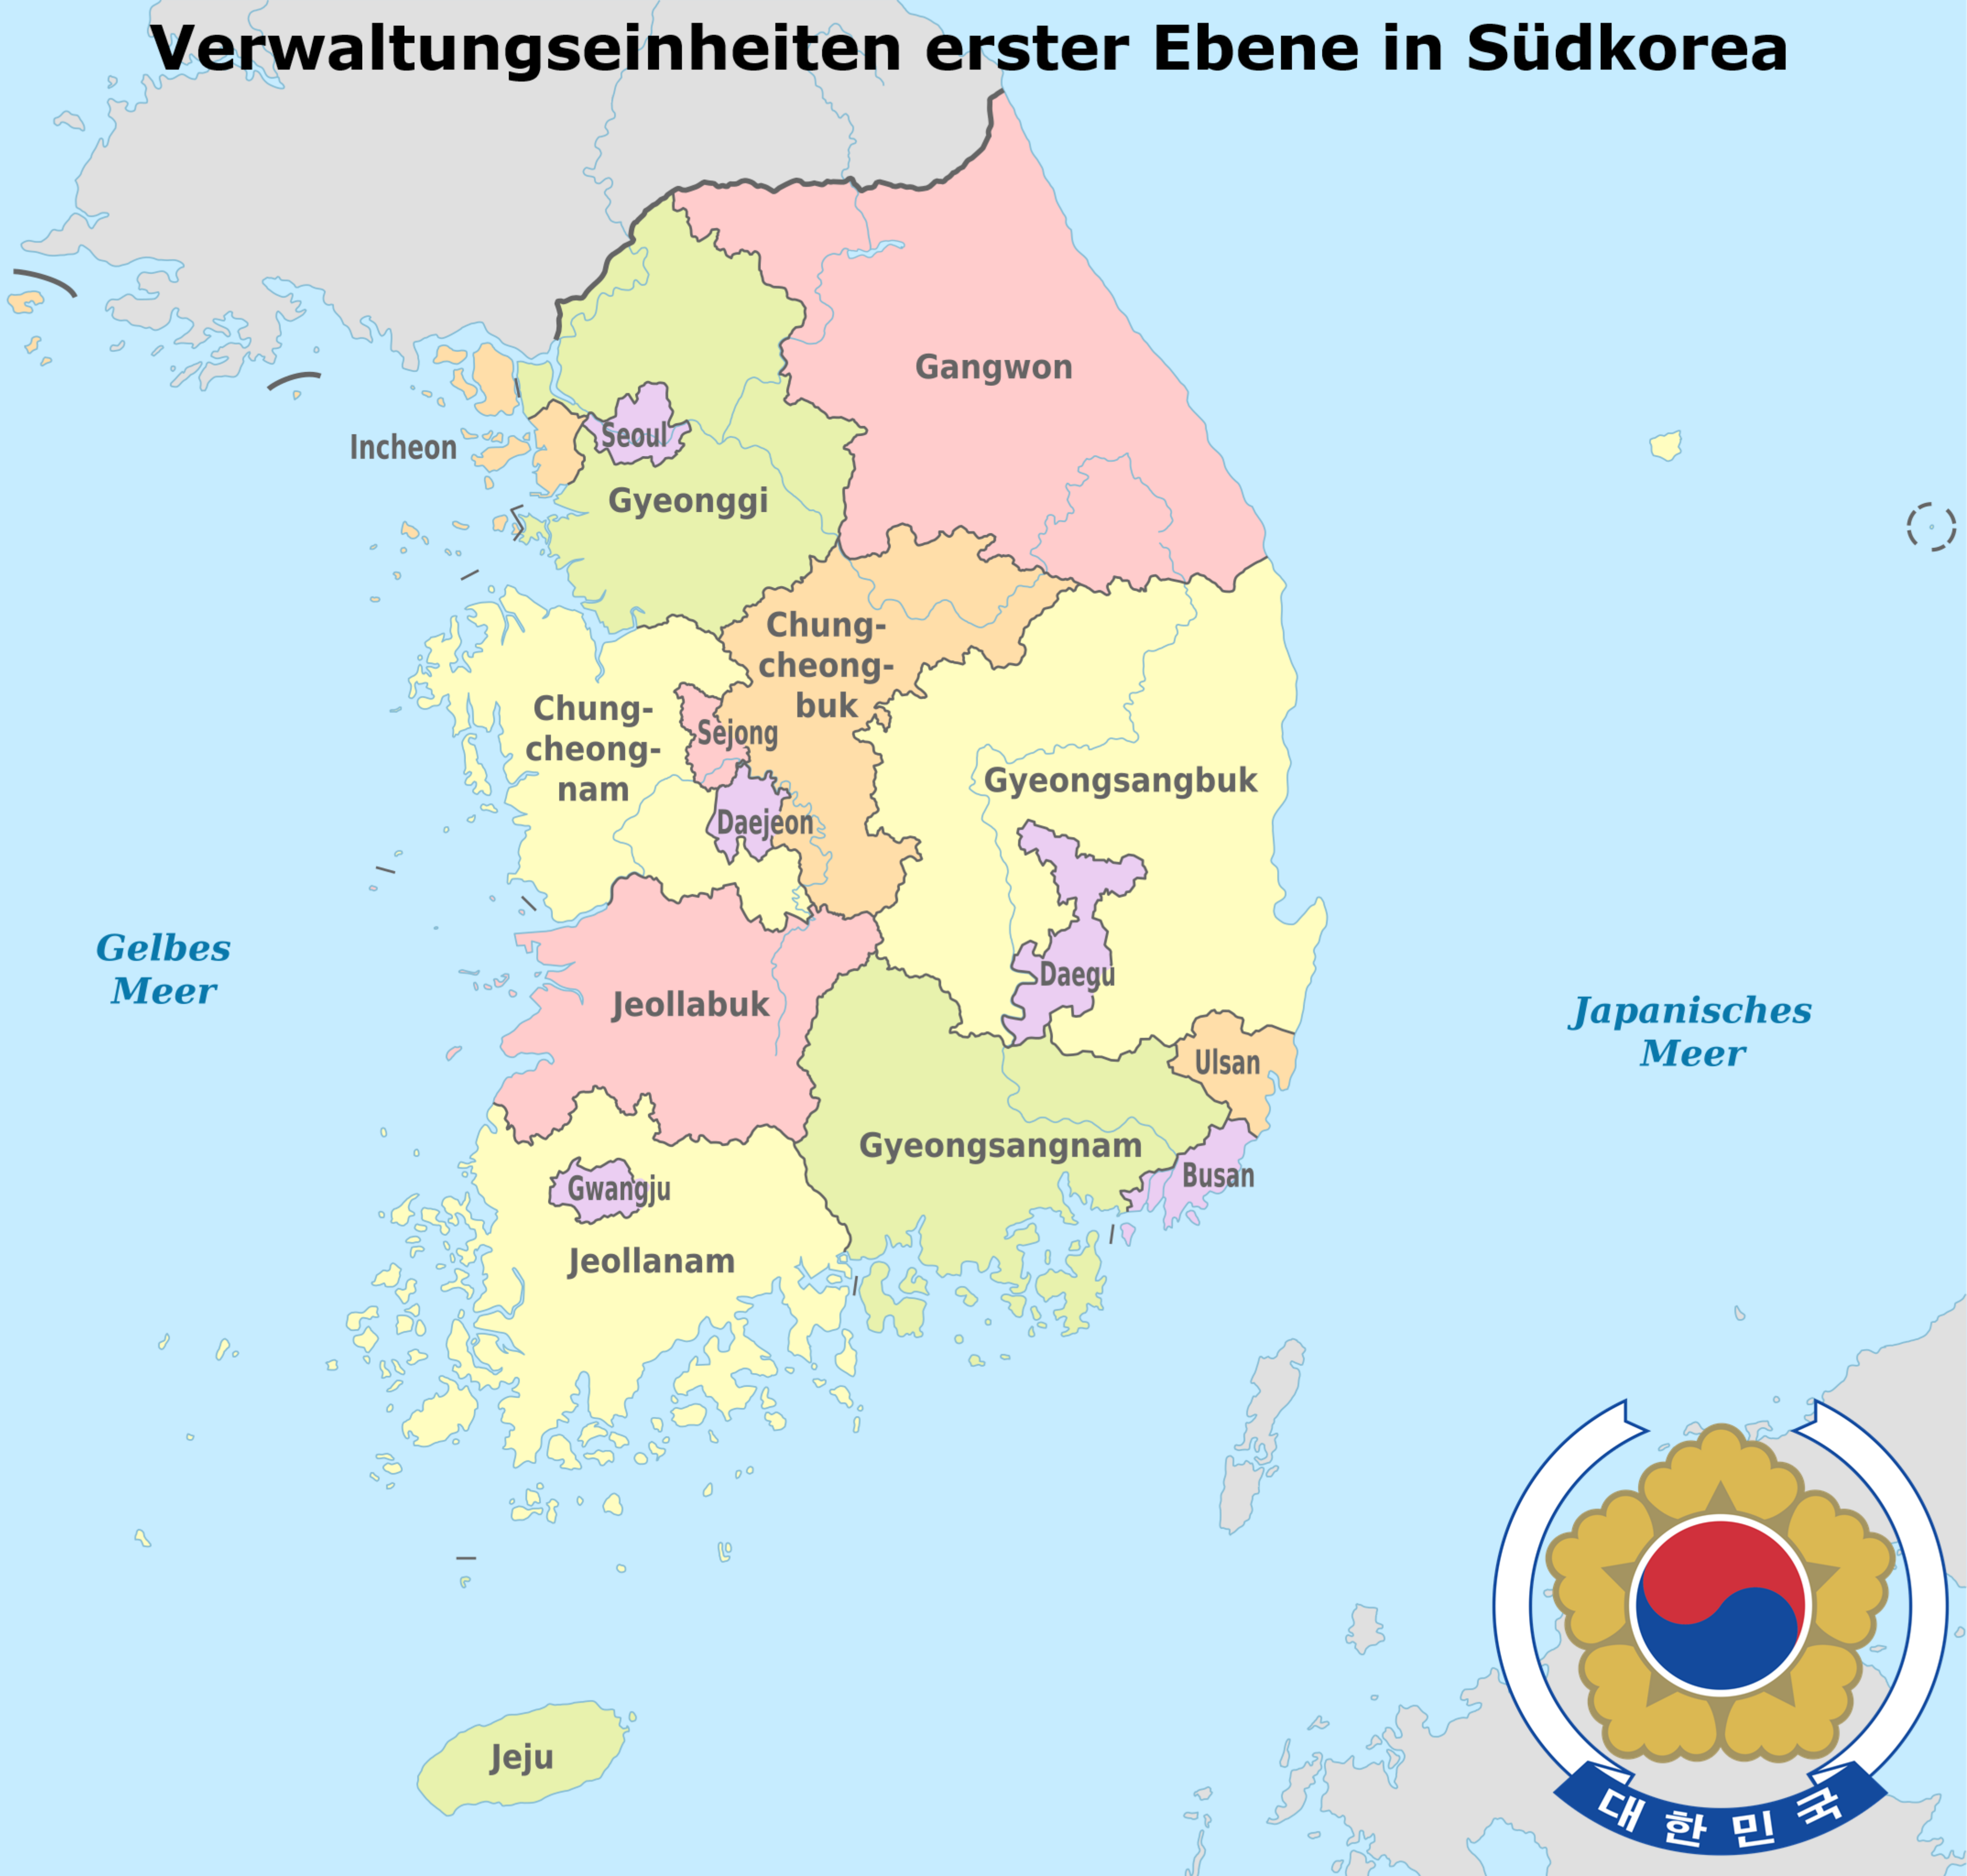 Verwaltungseinheiten erster Ebene in Südkorea
Gangwon
Incheon
Seoul
Gyeonggi
Chung-
cheong-
buk
Chung-
cheong-
nam
Sejong
Gyeongsangbuk
Daejeon
Gelbes
Meer
Daegu
Jeollabuk
Japanisches
Meer
Ulsan
Gyeongsangnam
Busan
Gwangju
Jeollanam
Jeju
대한민국